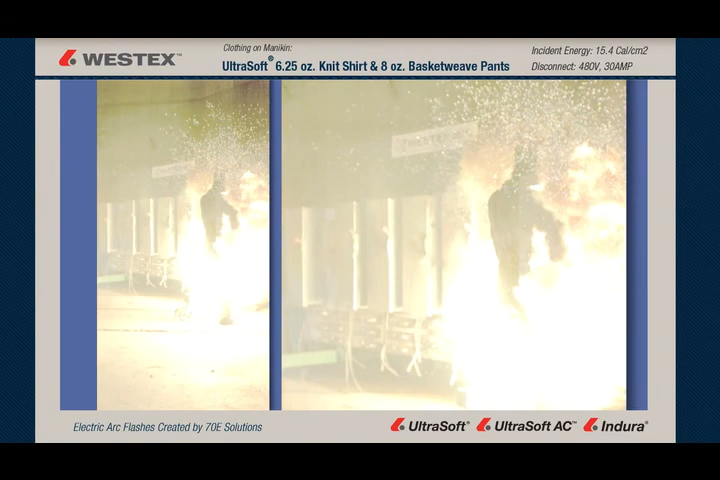 WESTEX™
Clothing on Manikin:
UltraSoft® 6.25 oz. Knit Shirt & 8 oz. Basketweave Pants
Incident Energy: 15.4 Cal/cm2
Disconnect: 480V, 30AMP
Electric Arc Flashes Created by 70E Solutions
UltraSoft® UltraSoft AC™ Indura®